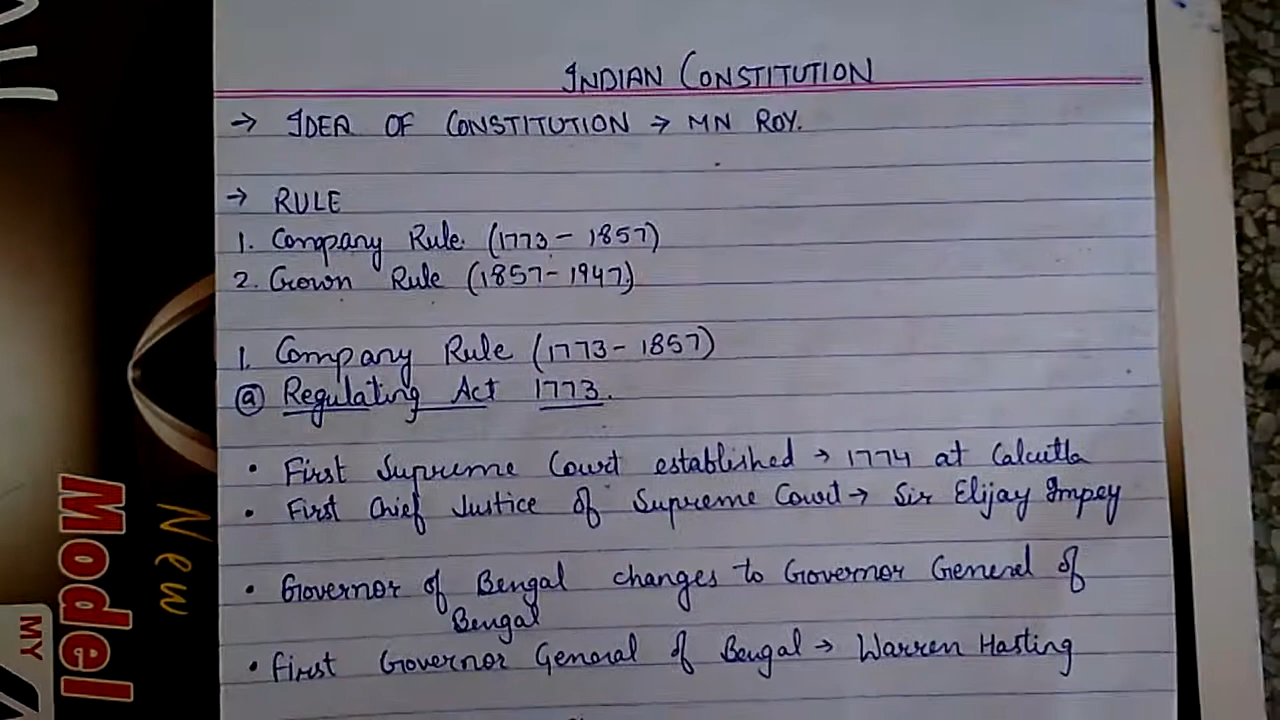 INDIAN CONSTITUTION
→ IDEA OF CONSTITUTION → MN ROY.
→ RULE
1. Company Rule (1773 - 1857)
2. Crown Rule (1857 - 1947)
1. Company Rule (1773 - 1857)
ⓐ Regulating Act 1773.
• First Supreme Court established → 1774 at Calcutta
• First Chief Justice of Supreme Court → Sir Elijay Impey
• Governor of Bengal changes to Governor General of
Bengal
• First Governor General of Bengal → Warren Hasting
New
Model
MY